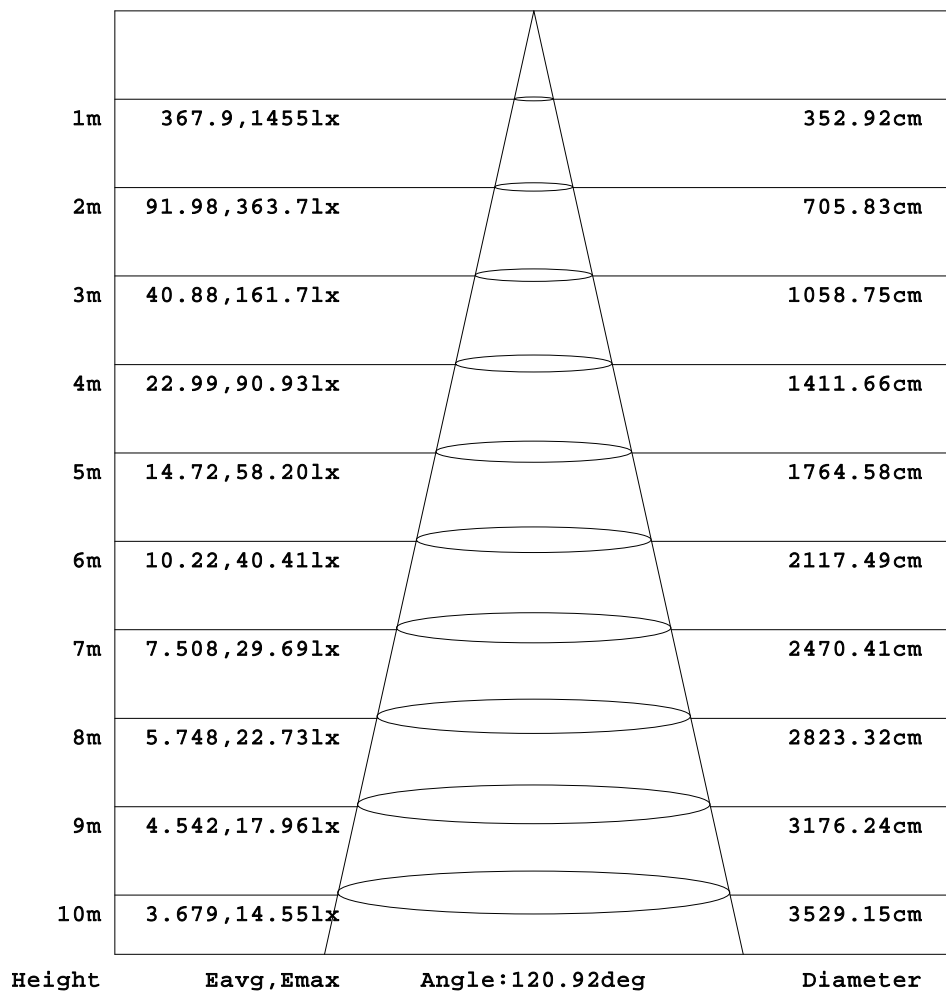 1m 367.9,1455lx 352.92cm
2m 91.98,363.7lx 705.83cm
3m 40.88,161.7lx 1058.75cm
4m 22.99,90.93lx 1411.66cm
5m 14.72,58.20lx 1764.58cm
6m 10.22,40.41lx 2117.49cm
7m 7.508,29.69lx 2470.41cm
8m 5.748,22.73lx 2823.32cm
9m 4.542,17.96lx 3176.24cm
10m 3.679,14.55lx 3529.15cm
Height Eavg,Emax Angle:120.92deg Diameter